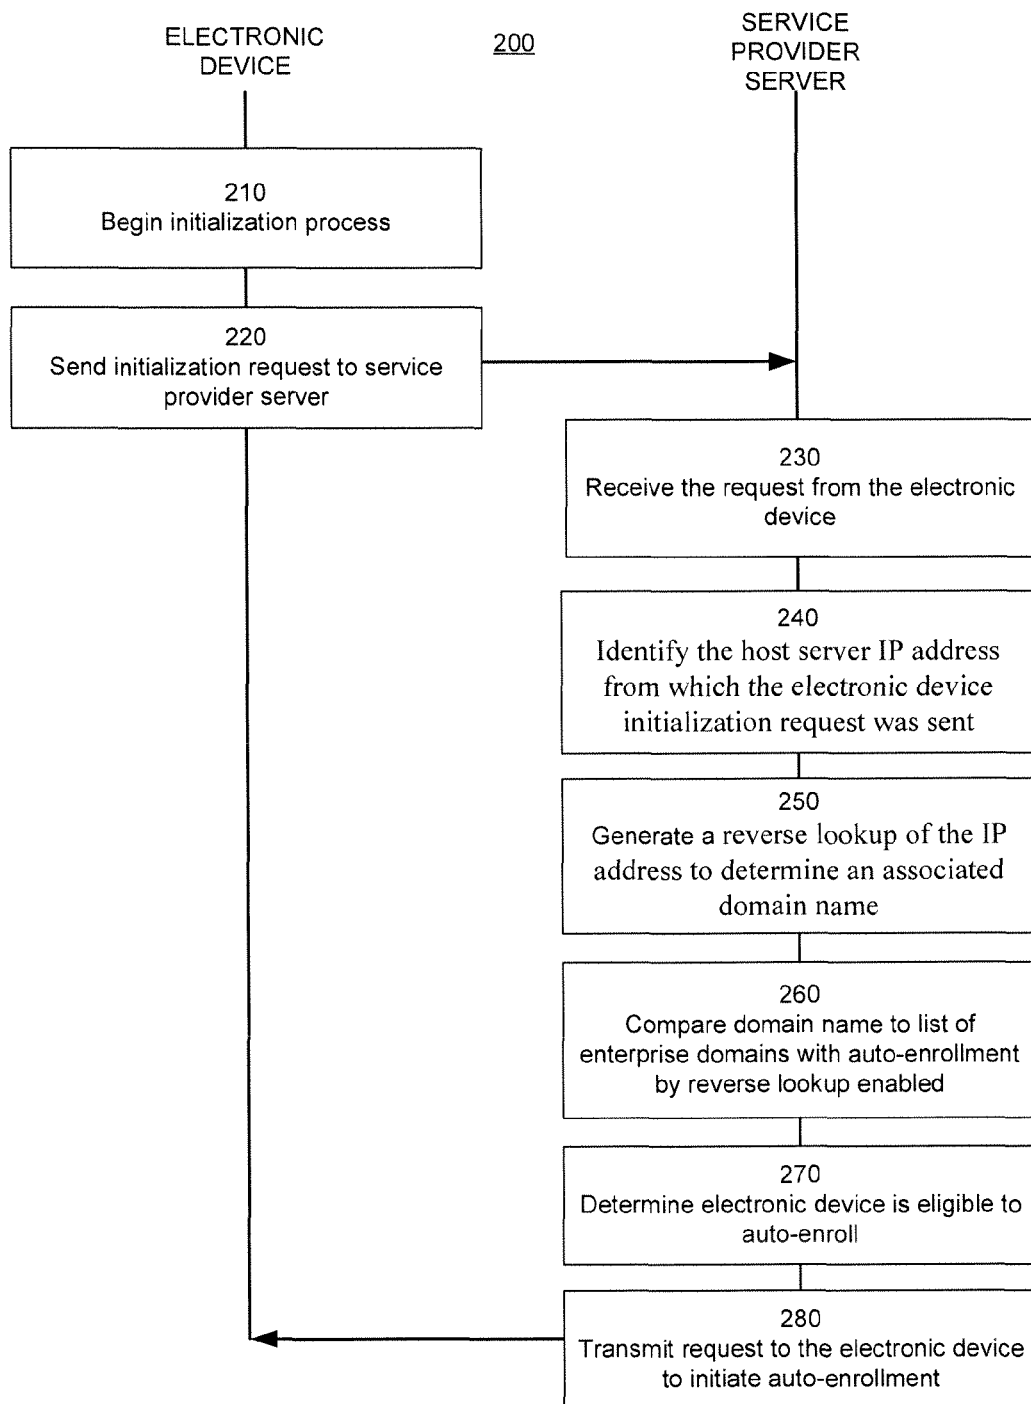 ELECTRONIC
DEVICE
200
SERVICE
PROVIDER
SERVER
210
Begin initialization process
220
Send initialization request to service
provider server
230
Receive the request from the electronic
device
240
Identify the host server IP address
from which the electronic device
initialization request was sent
250
Generate a reverse lookup of the IP
address to determine an associated
domain name
260
Compare domain name to list of
enterprise domains with auto-enrollment
by reverse lookup enabled
270
Determine electronic device is eligible to
auto-enroll
280
Transmit request to the electronic device
to initiate auto-enrollment